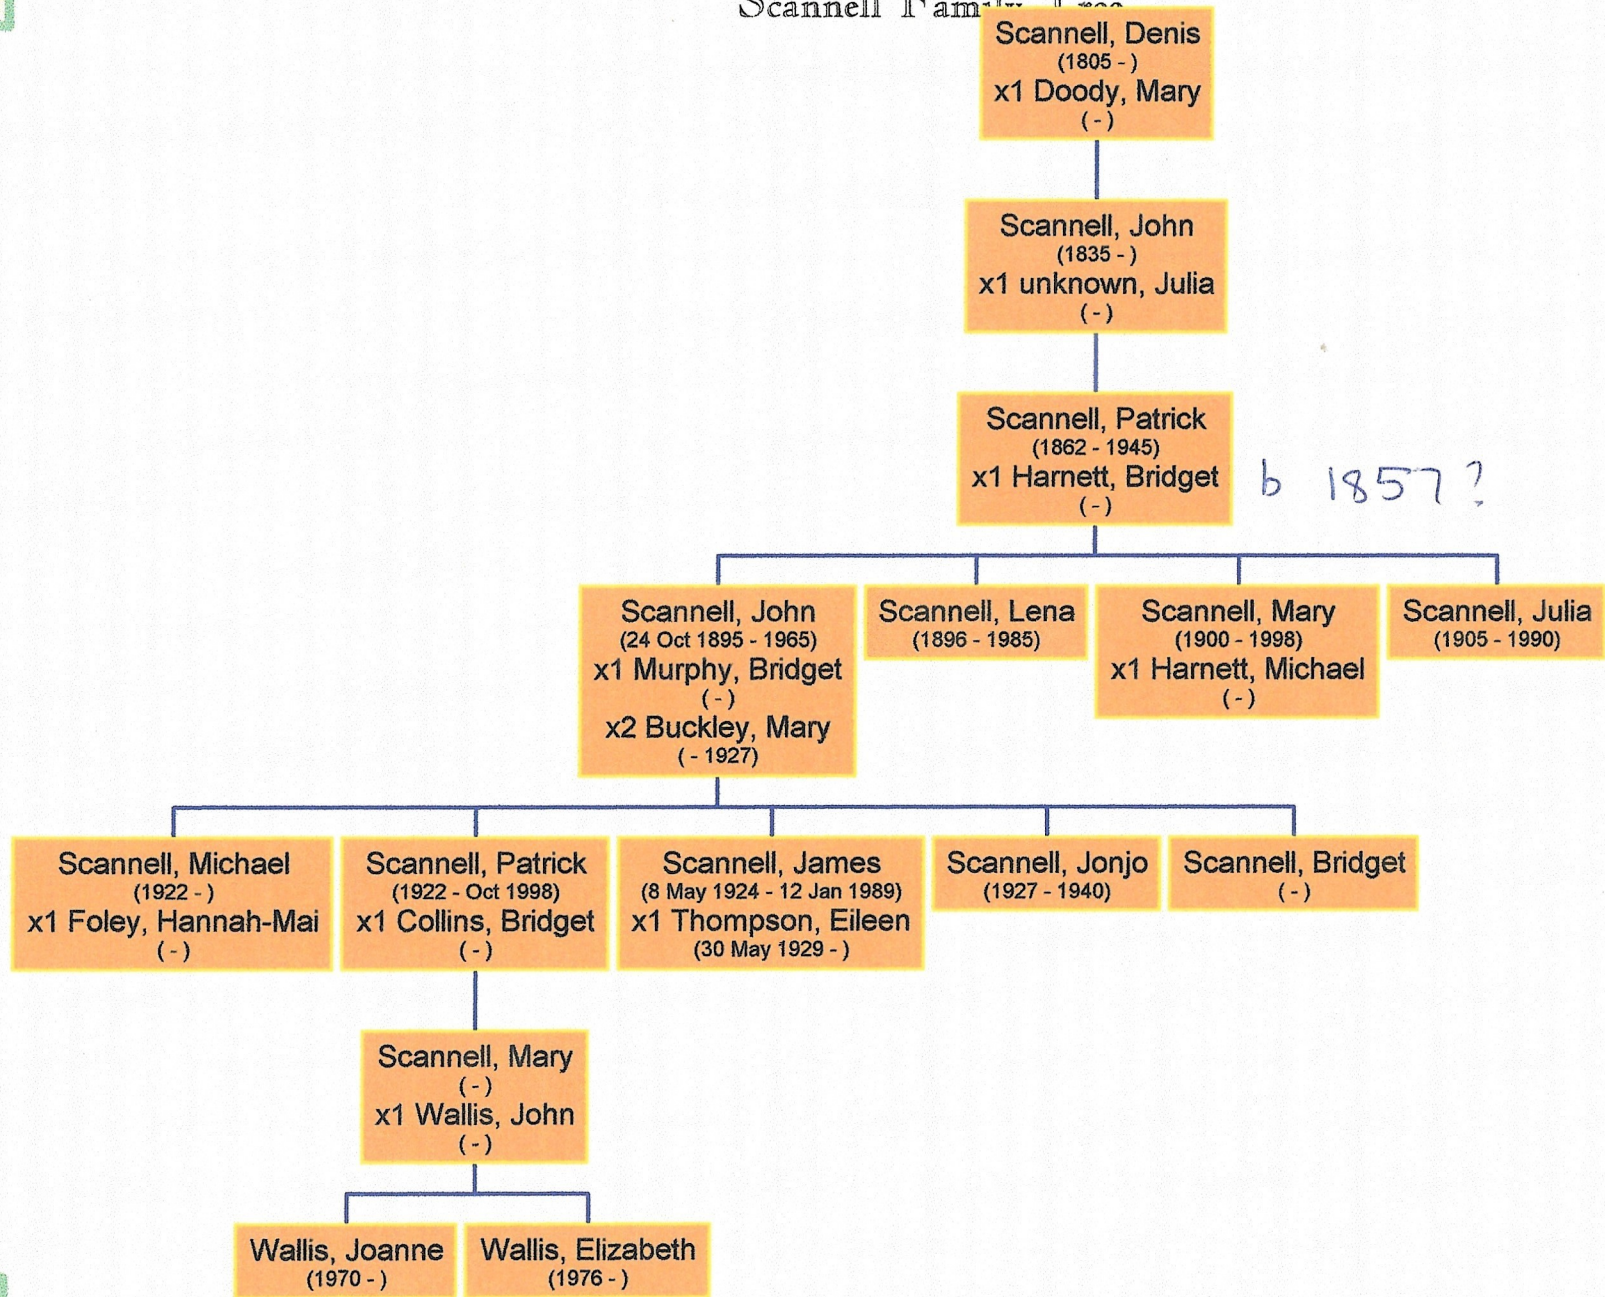 Scannell Family Tree
Scannell, Denis
(1805 - )
x1 Doody, Mary
( - )
Scannell, John
(1835 - )
x1 unknown, Julia
( - )
Scannell, Patrick
(1862 - 1945)
x1 Harnett, Bridget
( - )
b 1857?
Scannell, John
(24 Oct 1895 - 1965)
x1 Murphy, Bridget
( - )
x2 Buckley, Mary
( - 1927)
Scannell, Lena
(1896 - 1985)
Scannell, Mary
(1900 - 1998)
x1 Harnett, Michael
( - )
Scannell, Julia
(1905 - 1990)
Scannell, Michael
(1922 - )
x1 Foley, Hannah-Mai
( - )
Scannell, Patrick
(1922 - Oct 1998)
x1 Collins, Bridget
( - )
Scannell, James
(8 May 1924 - 12 Jan 1989)
x1 Thompson, Eileen
(30 May 1929 - )
Scannell, Jonjo
(1927 - 1940)
Scannell, Bridget
( - )
Scannell, Mary
( - )
x1 Wallis, John
( - )
Wallis, Joanne
(1970 - )
Wallis, Elizabeth
(1976 - )